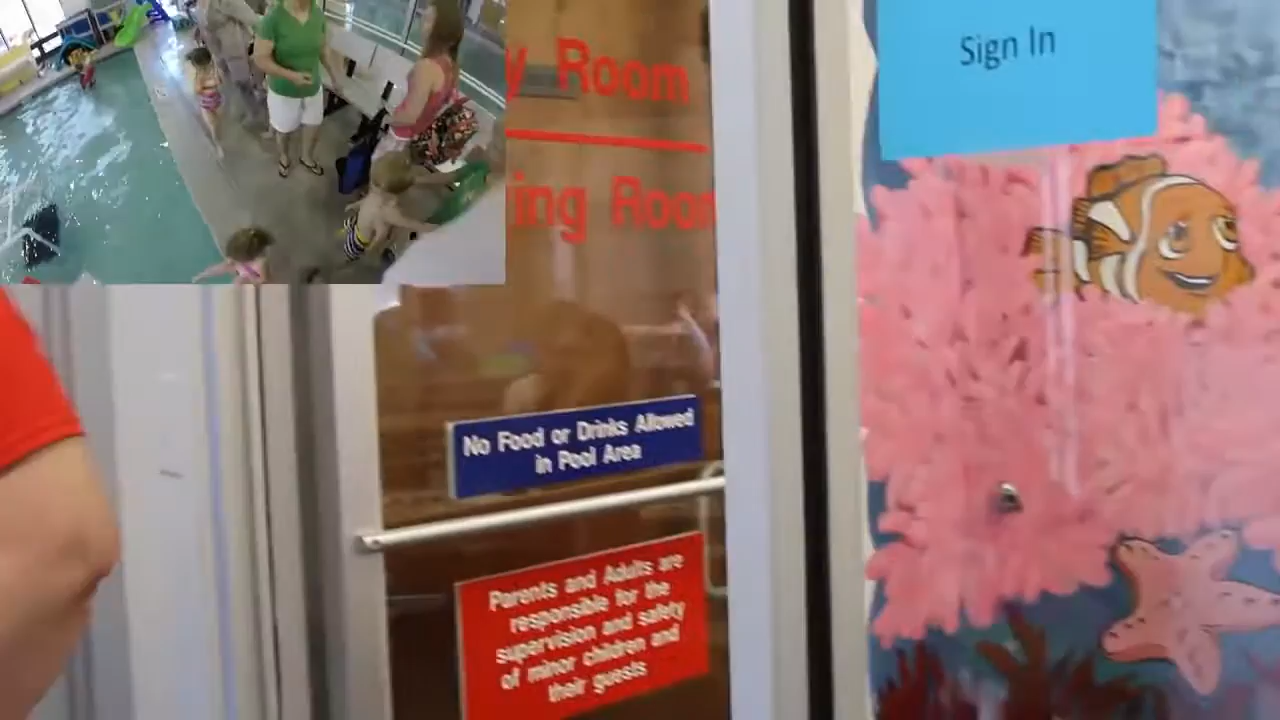 Room
Sign In
Room
No Food or Drinks Allowed
in Pool Area
Parents and Adults are
responsible for the
supervision and safety
of minor children and
their guests